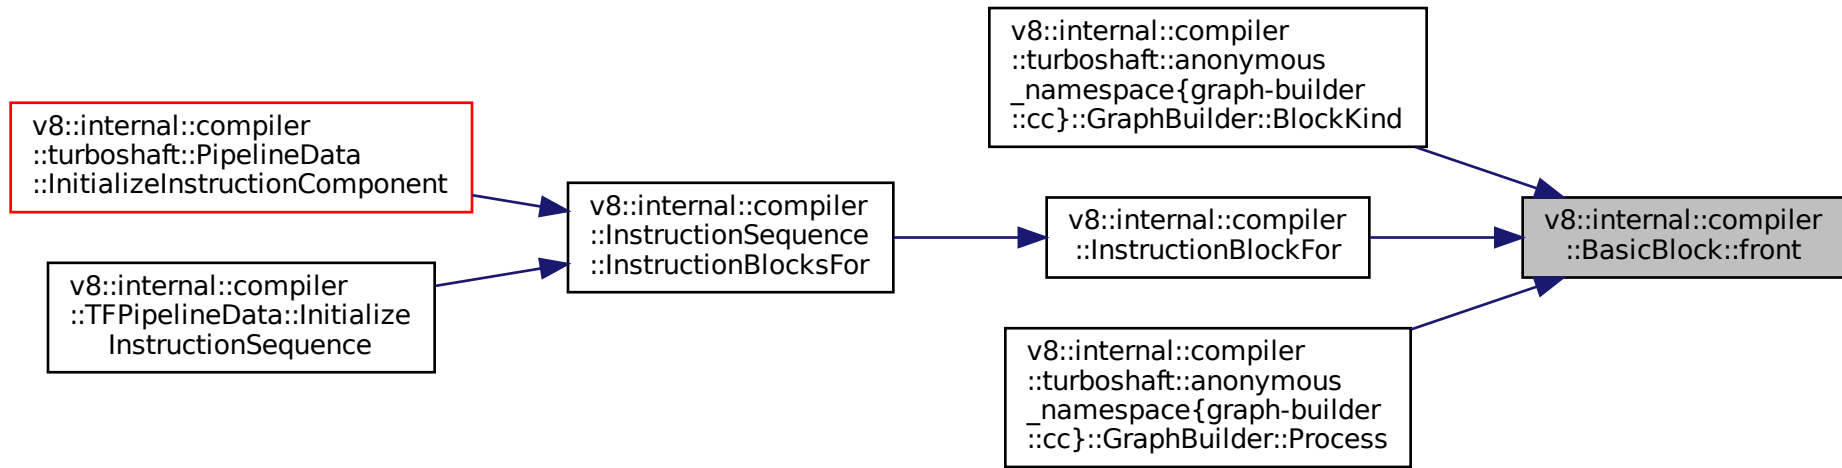 v8::internal::compiler
::turboshaft::PipelineData
::InitializeInstructionComponent
v8::internal::compiler
::TFPipelineData::Initialize
InstructionSequence
v8::internal::compiler
::InstructionSequence
::InstructionBlocksFor
v8::internal::compiler
::turboshaft::anonymous
_namespace{graph-builder
::cc}::GraphBuilder::BlockKind
v8::internal::compiler
::InstructionBlockFor
v8::internal::compiler
::turboshaft::anonymous
_namespace{graph-builder
::cc}::GraphBuilder::Process
v8::internal::compiler
::BasicBlock::front